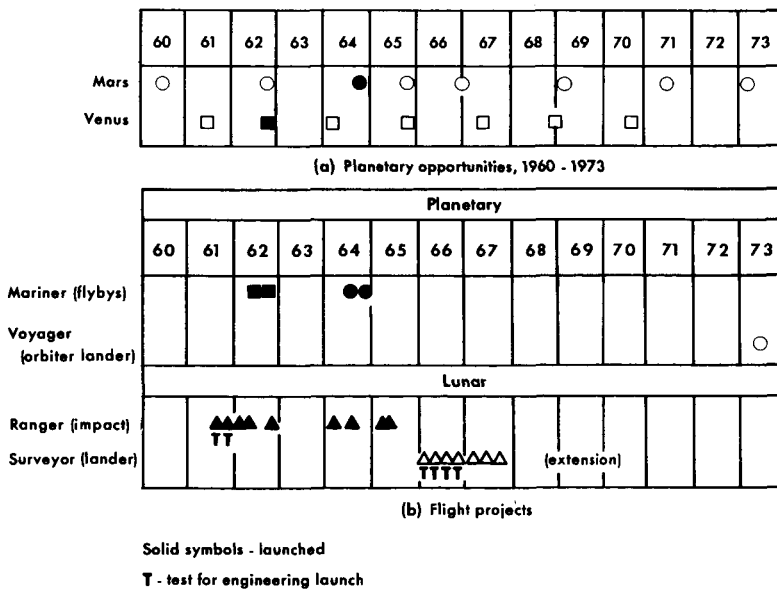 60 61 62 63 64 65 66 67 68 69 70 71 72 73
Mars
Venus
(a) Planetary opportunities, 1960 - 1973
Planetary
60 61 62 63 64 65 66 67 68 69 70 71 72 73
Mariner (flybys)
Voyager
(orbiter lander)
Lunar
Ranger (impact)
T T
Surveyor (lander) (extension)
T T T T
(b) Flight projects
Solid symbols - launched
T - test for engineering launch